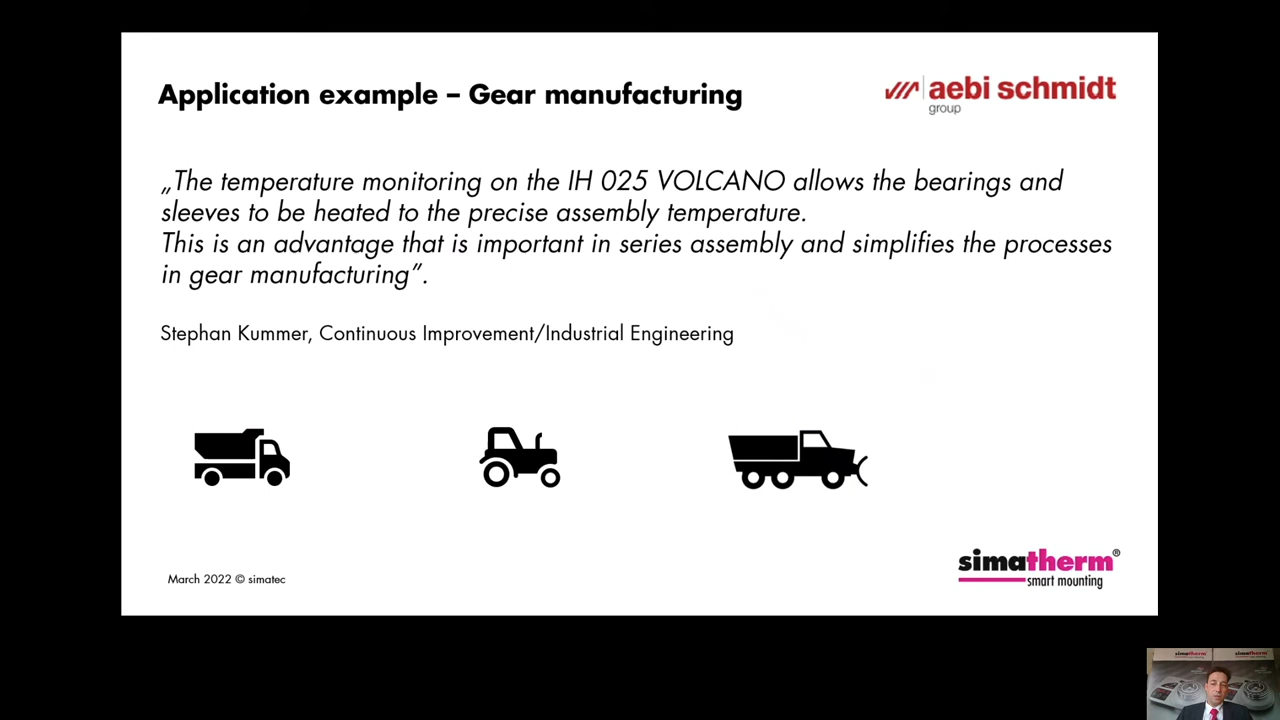 Application example – Gear manufacturing
aebi schmidt
group
„The temperature monitoring on the IH 025 VOLCANO allows the bearings and
sleeves to be heated to the precise assembly temperature.
This is an advantage that is important in series assembly and simplifies the processes
in gear manufacturing”.
Stephan Kummer, Continuous Improvement/Industrial Engineering
March 2022 © simatec
simatherm®
smart mounting
simatherm®
simatherm®